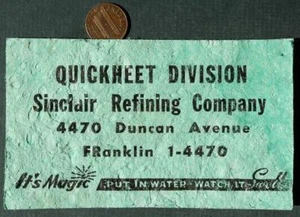 QUICKHEET DIVISION
Sinclair Refining Company
4470 Duncan Avenue
FRanklin 1-4470
It's Magic PUT IN WATER - WATCH IT Swell